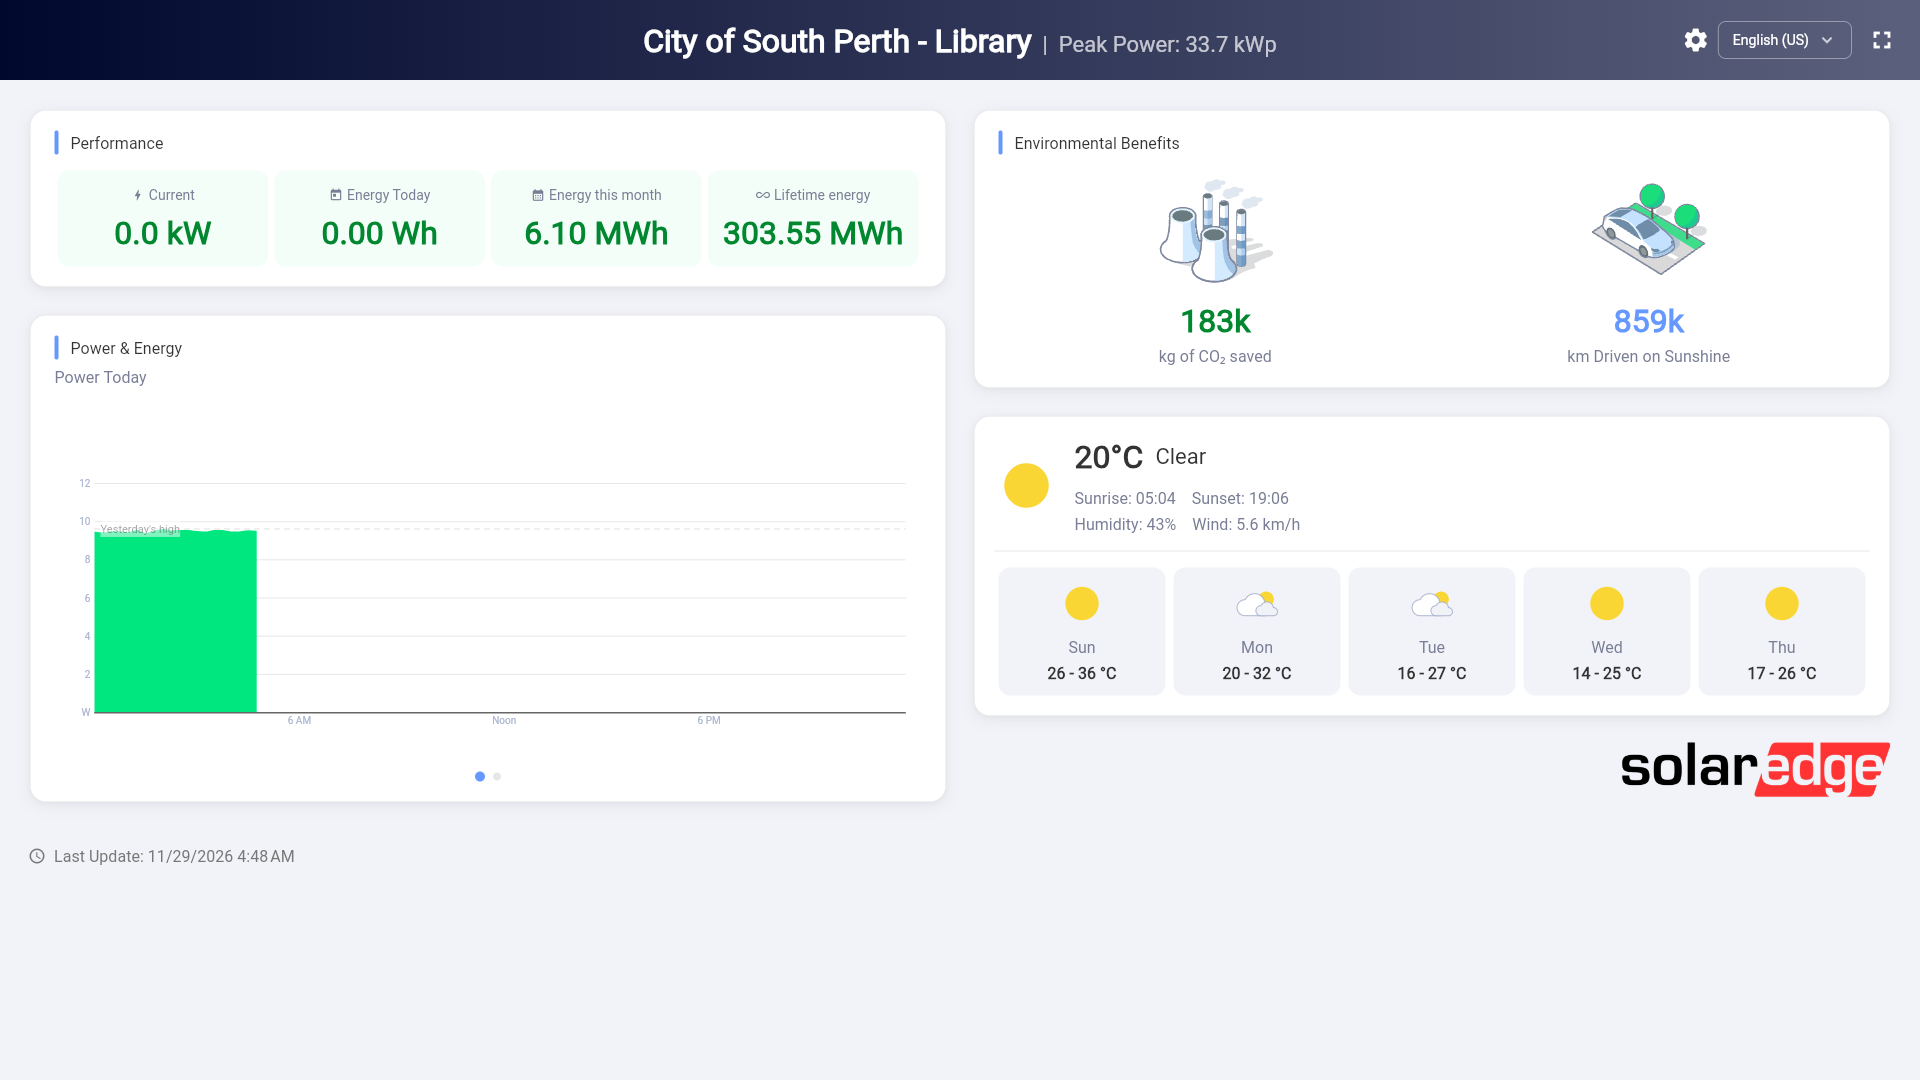 City of South Perth - Library | Peak Power: 33.7 kWp
English (US)
Performance
Current
0.0 kW
Energy Today
0.00 Wh
Energy this month
6.10 MWh
Lifetime energy
303.55 MWh
Power & Energy
Power Today
12
10
Yesterday's high
8
6
4
2
W
6 AM
Noon
6 PM
Last Update: 11/29/2026 4:48 AM
Environmental Benefits
183k
kg of CO₂ saved
859k
km Driven on Sunshine
20°C Clear
Sunrise: 05:04 Sunset: 19:06
Humidity: 43% Wind: 5.6 km/h
Sun
26 - 36 °C
Mon
20 - 32 °C
Tue
16 - 27 °C
Wed
14 - 25 °C
Thu
17 - 26 °C
solaredge